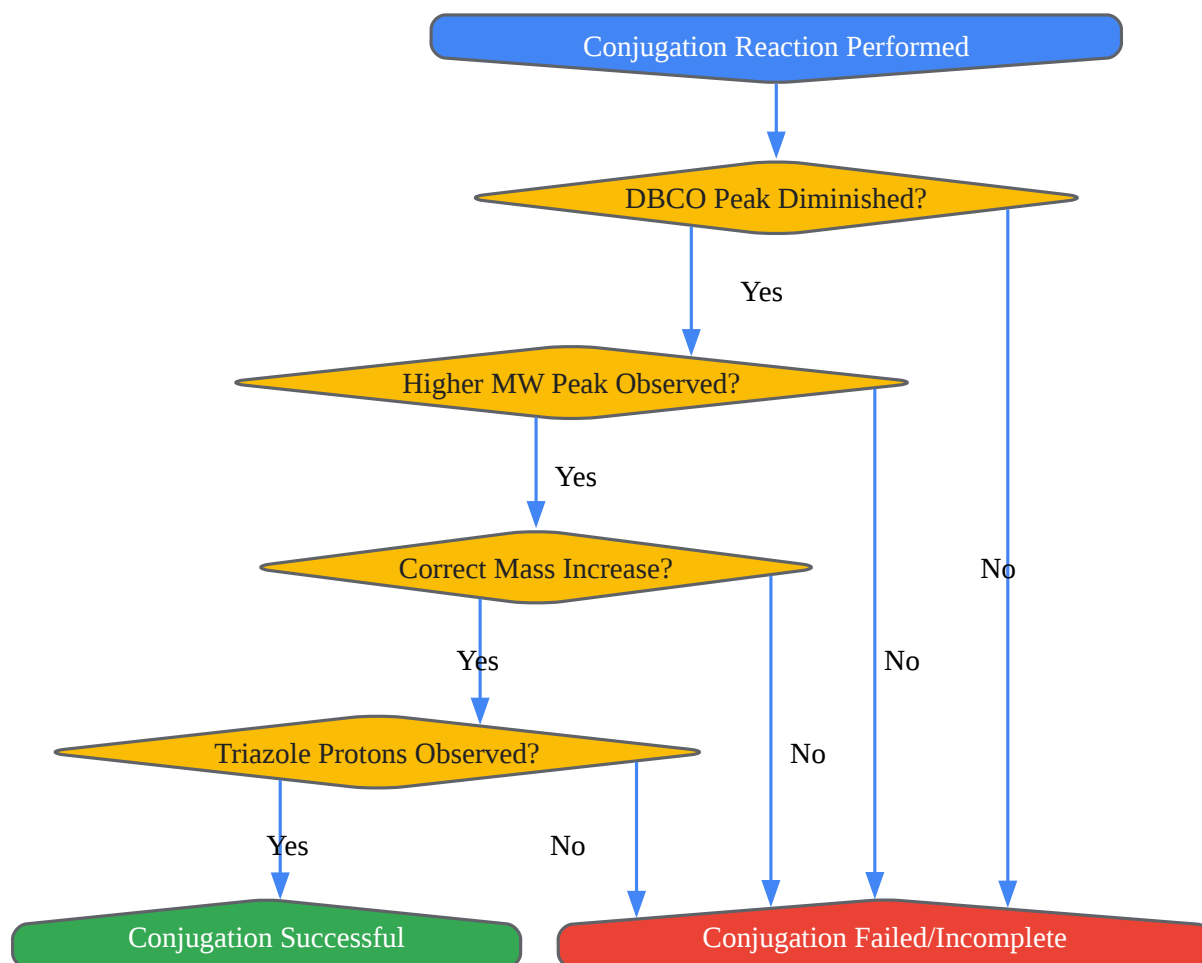 Conjugation Reaction Performed
DBCO Peak Diminished?
Yes
Higher MW Peak Observed?
Yes
Correct Mass Increase?
No
Yes
No
Triazole Protons Observed?
No
Yes
No
Conjugation Successful
Conjugation Failed/Incomplete